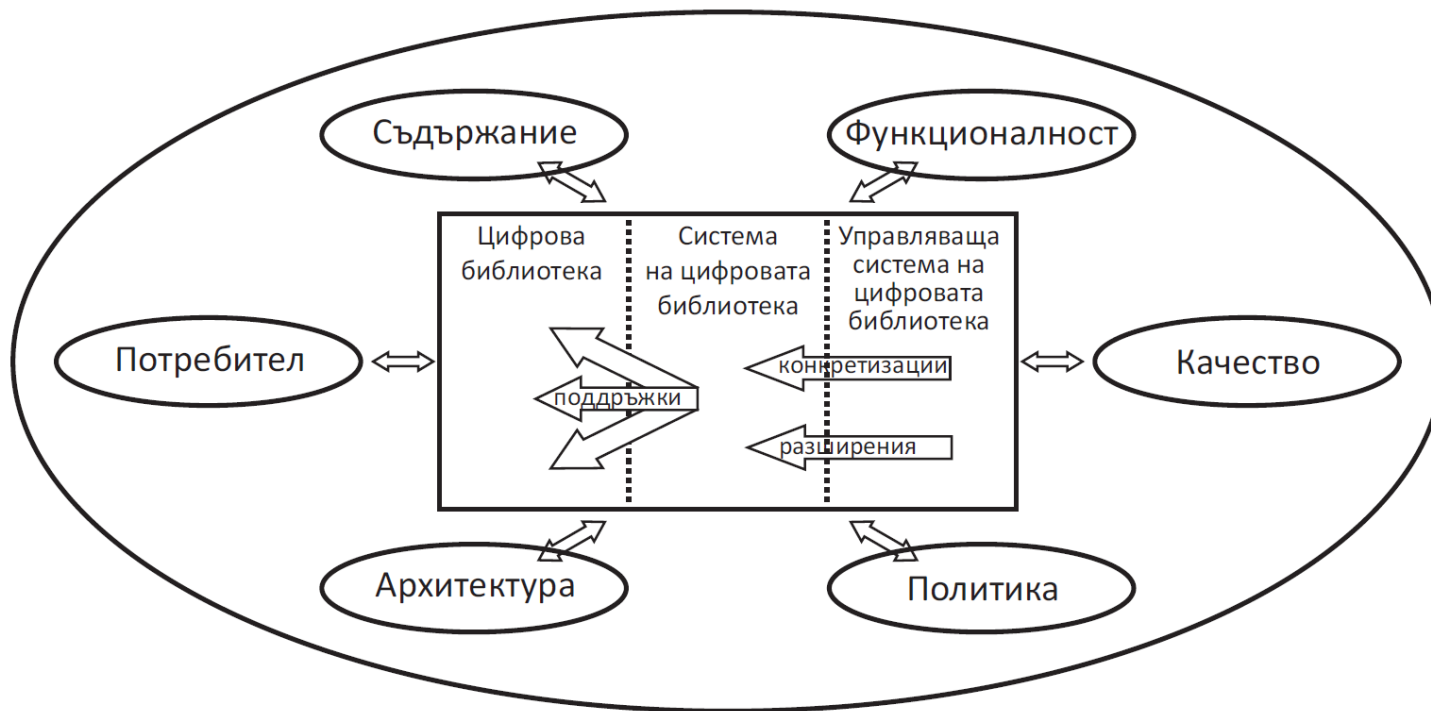 Съдържание
Функционалност
Цифрова
библиотека
Система
на цифровата
библиотека
Управляваща
система на
цифровата
библиотека
Потребител
конкретизации
Качество
поддръжки
разширения
Архитектура
Политика